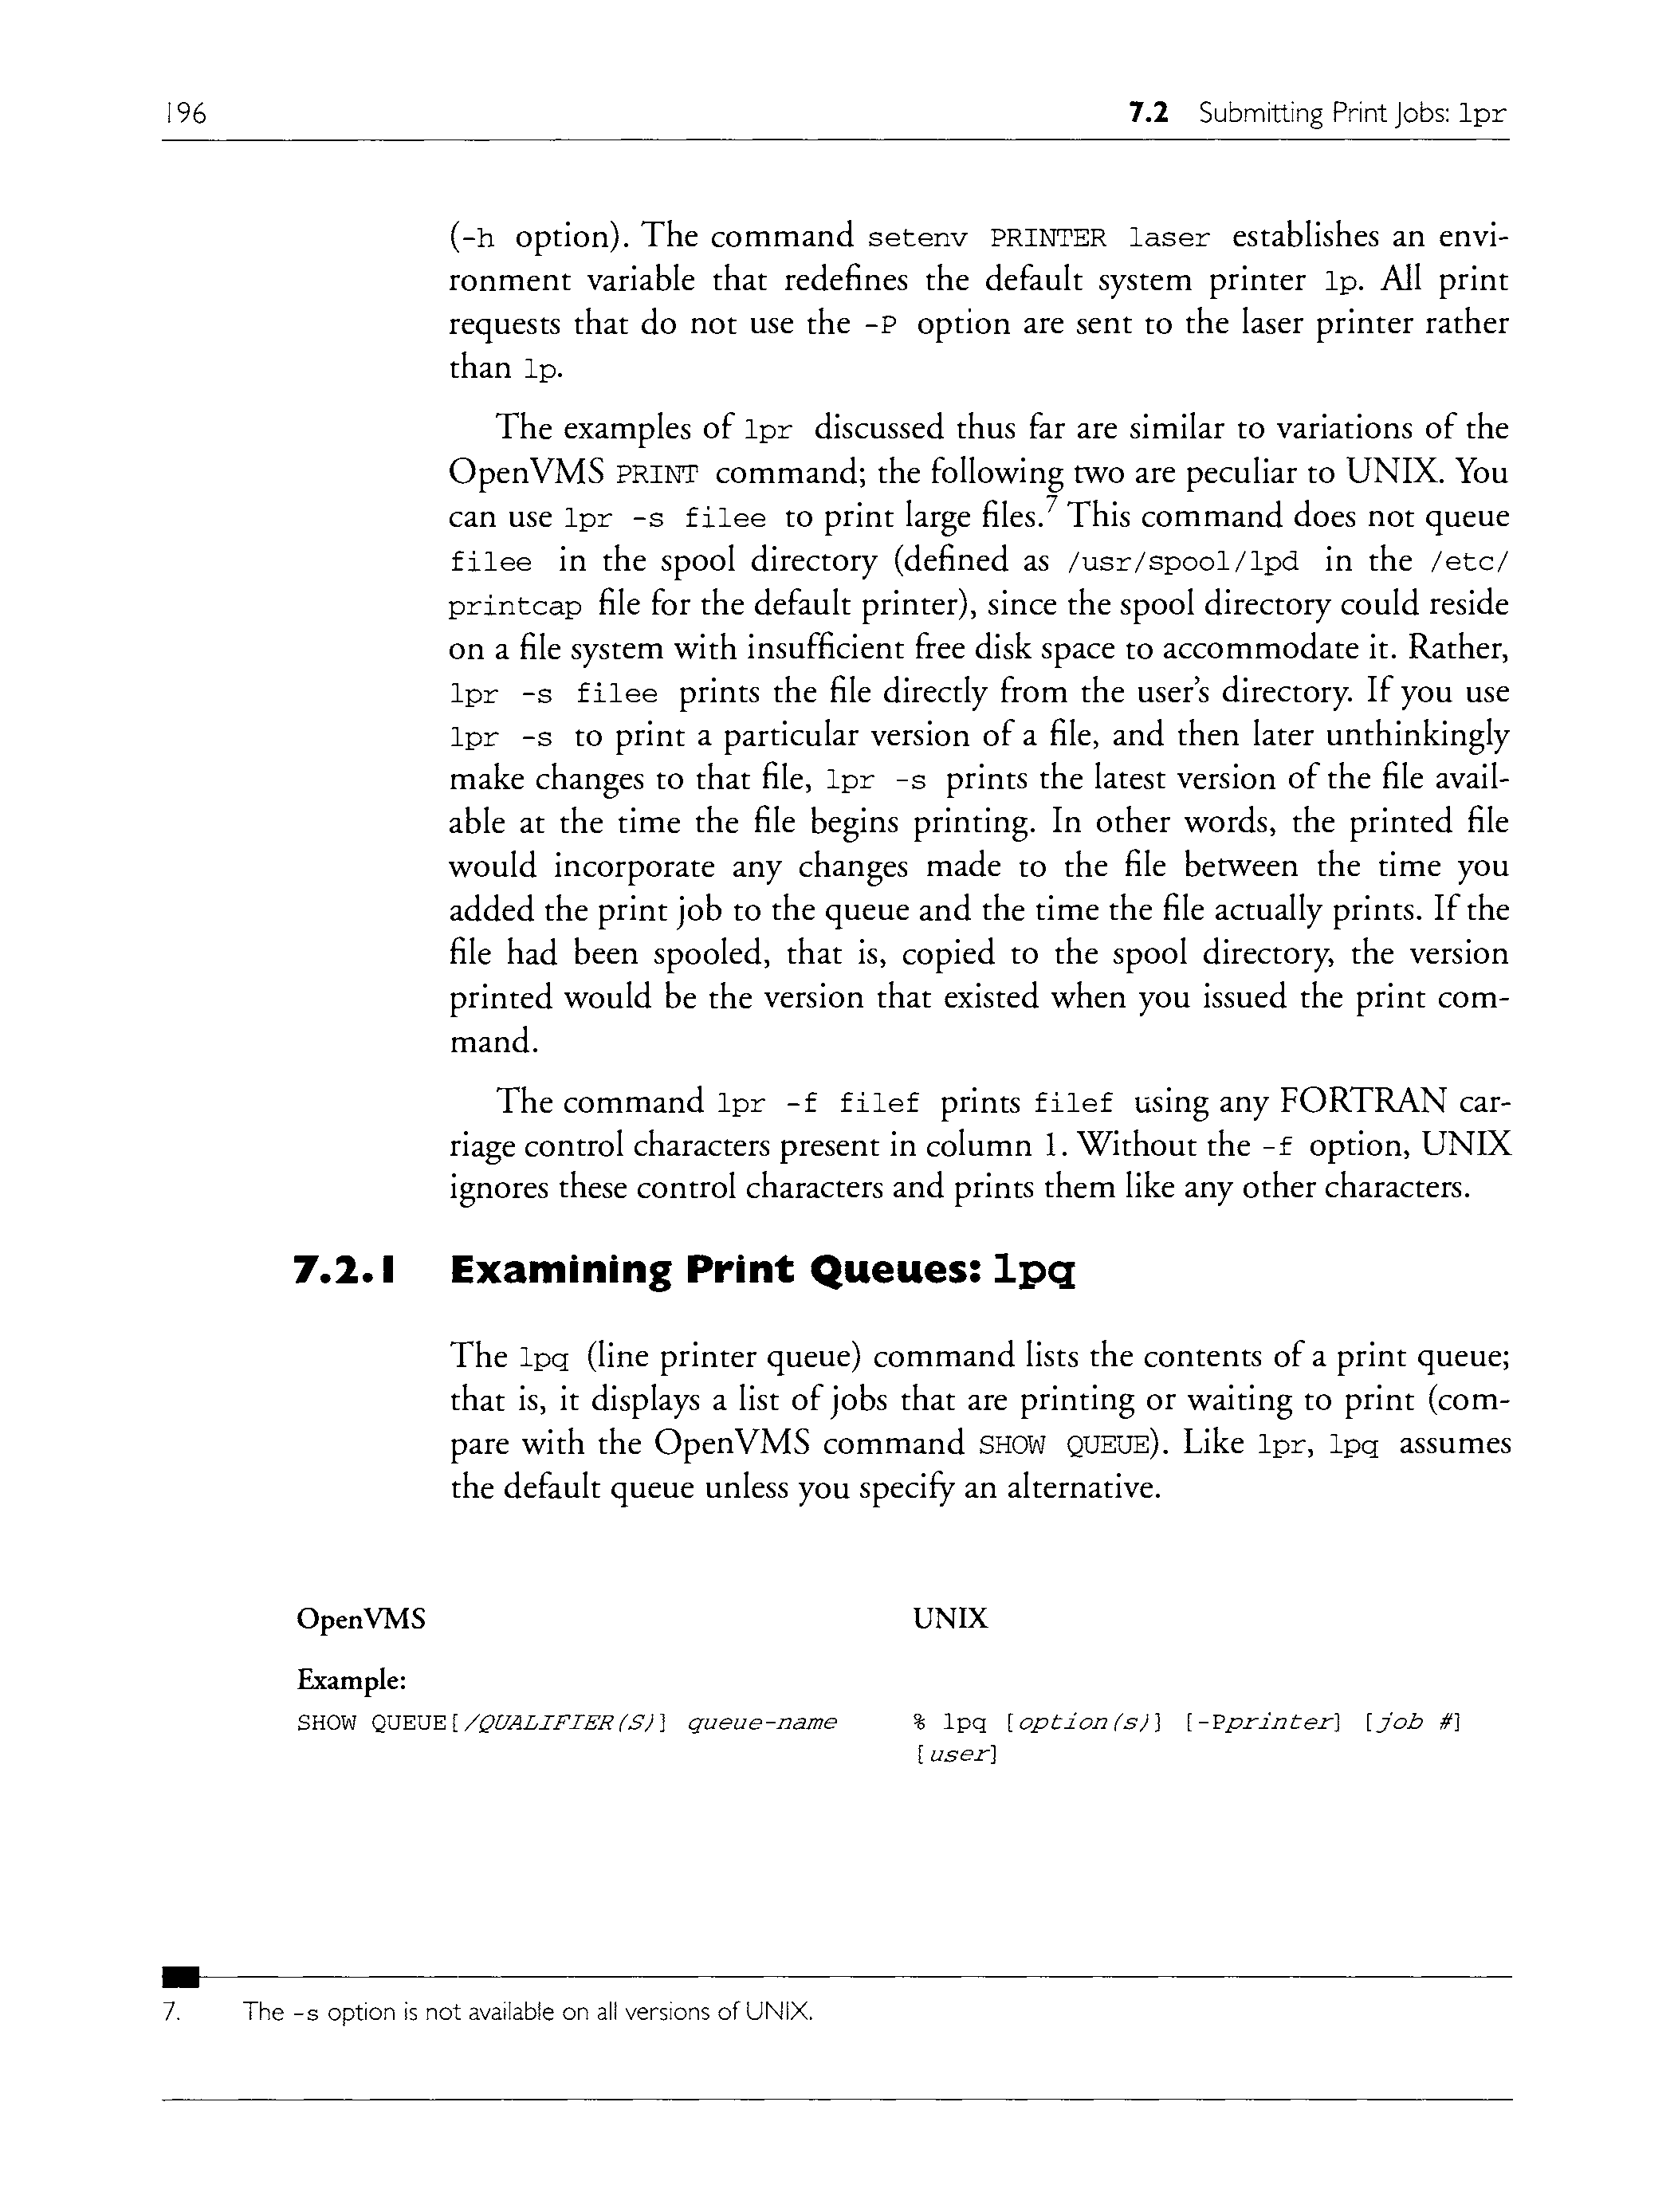 196
7.2 Submitting Print Jobs: lpr
(-h option). The command setenv PRINTER laser establishes an envi-
ronment variable that redefines the default system printer lp. All print
requests that do not use the -P option are sent to the laser printer rather
than lp.
The examples of lpr discussed thus far are similar to variations of the
OpenVMS PRINT command; the following two are peculiar to UNIX. You
can use lpr -s filee to print large files.7 This command does not queue
filee in the spool directory (defined as /usr/spool/lpd in the /etc/
printcap file for the default printer), since the spool directory could reside
on a file system with insufficient free disk space to accommodate it. Rather,
lpr -s filee prints the file directly from the user's directory. If you use
lpr -s to print a particular version of a file, and then later unthinkingly
make changes to that file, lpr -s prints the latest version of the file avail-
able at the time the file begins printing. In other words, the printed file
would incorporate any changes made to the file between the time you
added the print job to the queue and the time the file actually prints. If the
file had been spooled, that is, copied to the spool directory, the version
printed would be the version that existed when you issued the print com-
mand.
The command lpr -f filef prints filef using any FORTRAN car-
riage control characters present in column 1. Without the -f option, UNIX
ignores these control characters and prints them like any other characters.
7.2.1 Examining Print Queues: lpq
The lpq (line printer queue) command lists the contents of a print queue;
that is, it displays a list of jobs that are printing or waiting to print (com-
pare with the OpenVMS command SHOW QUEUE). Like lpr, lpq assumes
the default queue unless you specify an alternative.
OpenVMS UNIX
Example:
SHOW QUEUE[/QUALIFIER(S)] queue-name % lpq [option(s)] [-Pprinter] [job #]
[user]
7. The -s option is not available on all versions of UNIX.